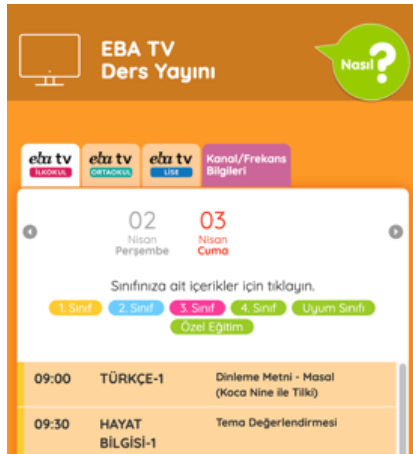 EBA TV
Ders Yayını
Nasıl ?
eba tv
İLKOKUL
eba tv
ORTAOKUL
eba tv
LİSE
Kanal/Frekans
Bilgileri
02
Nisan
Perşembe
03
Nisan
Cuma
Sınıfınıza ait içerikler için tıklayın.
1. Sınıf 2. Sınıf 3. Sınıf 4. Sınıf Uyum Sınıfı
Özel Eğitim
09:00 TÜRKÇE-1 Dinleme Metni - Masal
(Koca Nine ile Tilki)
09:30 HAYAT Tema Değerlendirmesi
BİLGİSİ-1